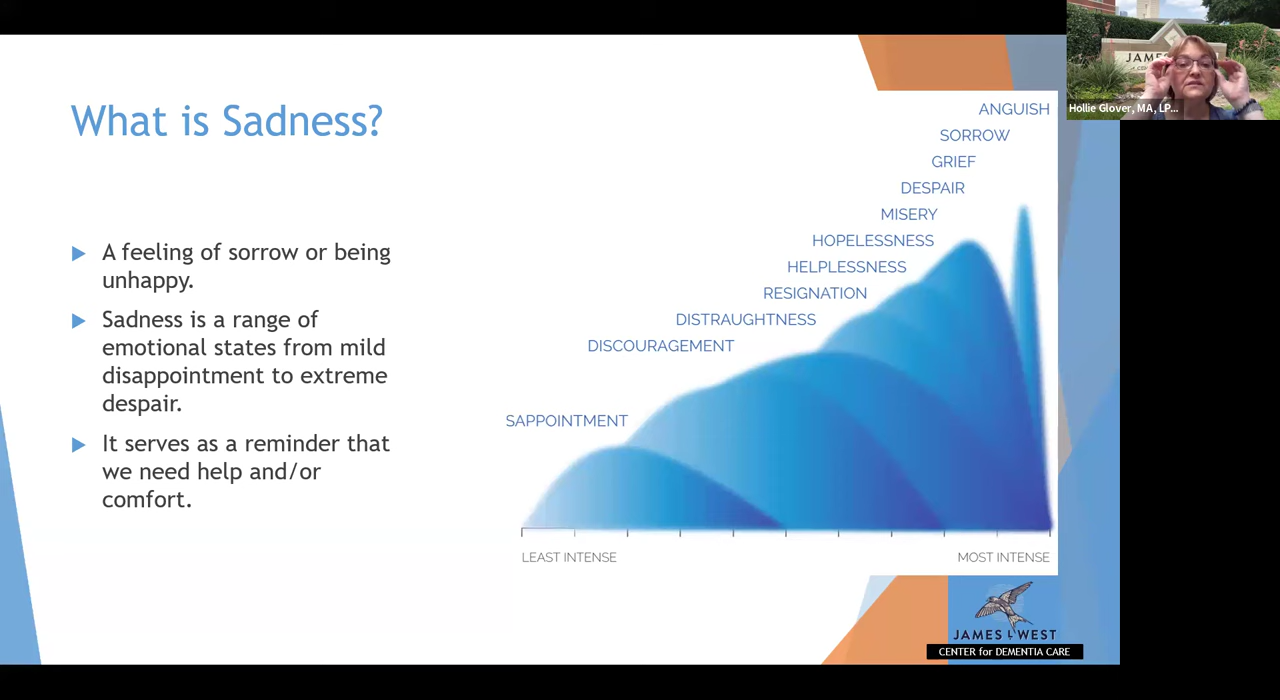 What is Sadness?
A feeling of sorrow or being
unhappy.
Sadness is a range of
emotional states from mild
disappointment to extreme
despair.
It serves as a reminder that
we need help and/or
comfort.
ANGUISH
SORROW
GRIEF
DESPAIR
MISERY
HOPELESSNESS
HELPLESSNESS
RESIGNATION
DISTRAUGHTNESS
DISCOURAGEMENT
SAPPOINTMENT
LEAST INTENSE
MOST INTENSE
JAMES L WEST
CENTER for DEMENTIA CARE
JAMES
Hollie Glover, MA, LP...